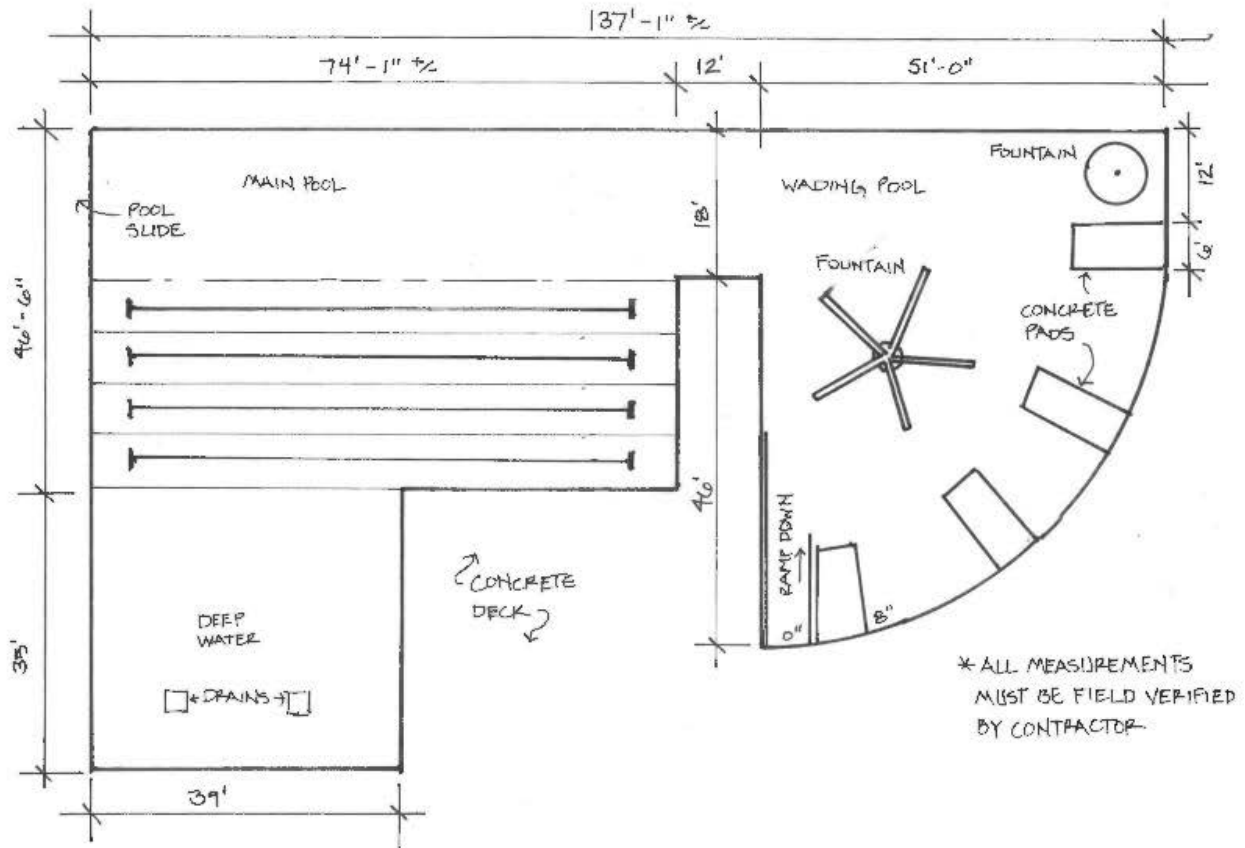 137'-1" +/-
74'-1" +/-
12'
51'-0"
MAIN POOL
WADING POOL
FOUNTAIN
12'
POOL
SLIDE
18'
6'
FOUNTAIN
46'-6"
CONCRETE
PADS
46'
RAMP DOWN
CONCRETE
DECK
DEEP
WATER
0"
8"
35'
DRAINS
* ALL MEASUREMENTS
MUST BE FIELD VERIFIED
BY CONTRACTOR
39'